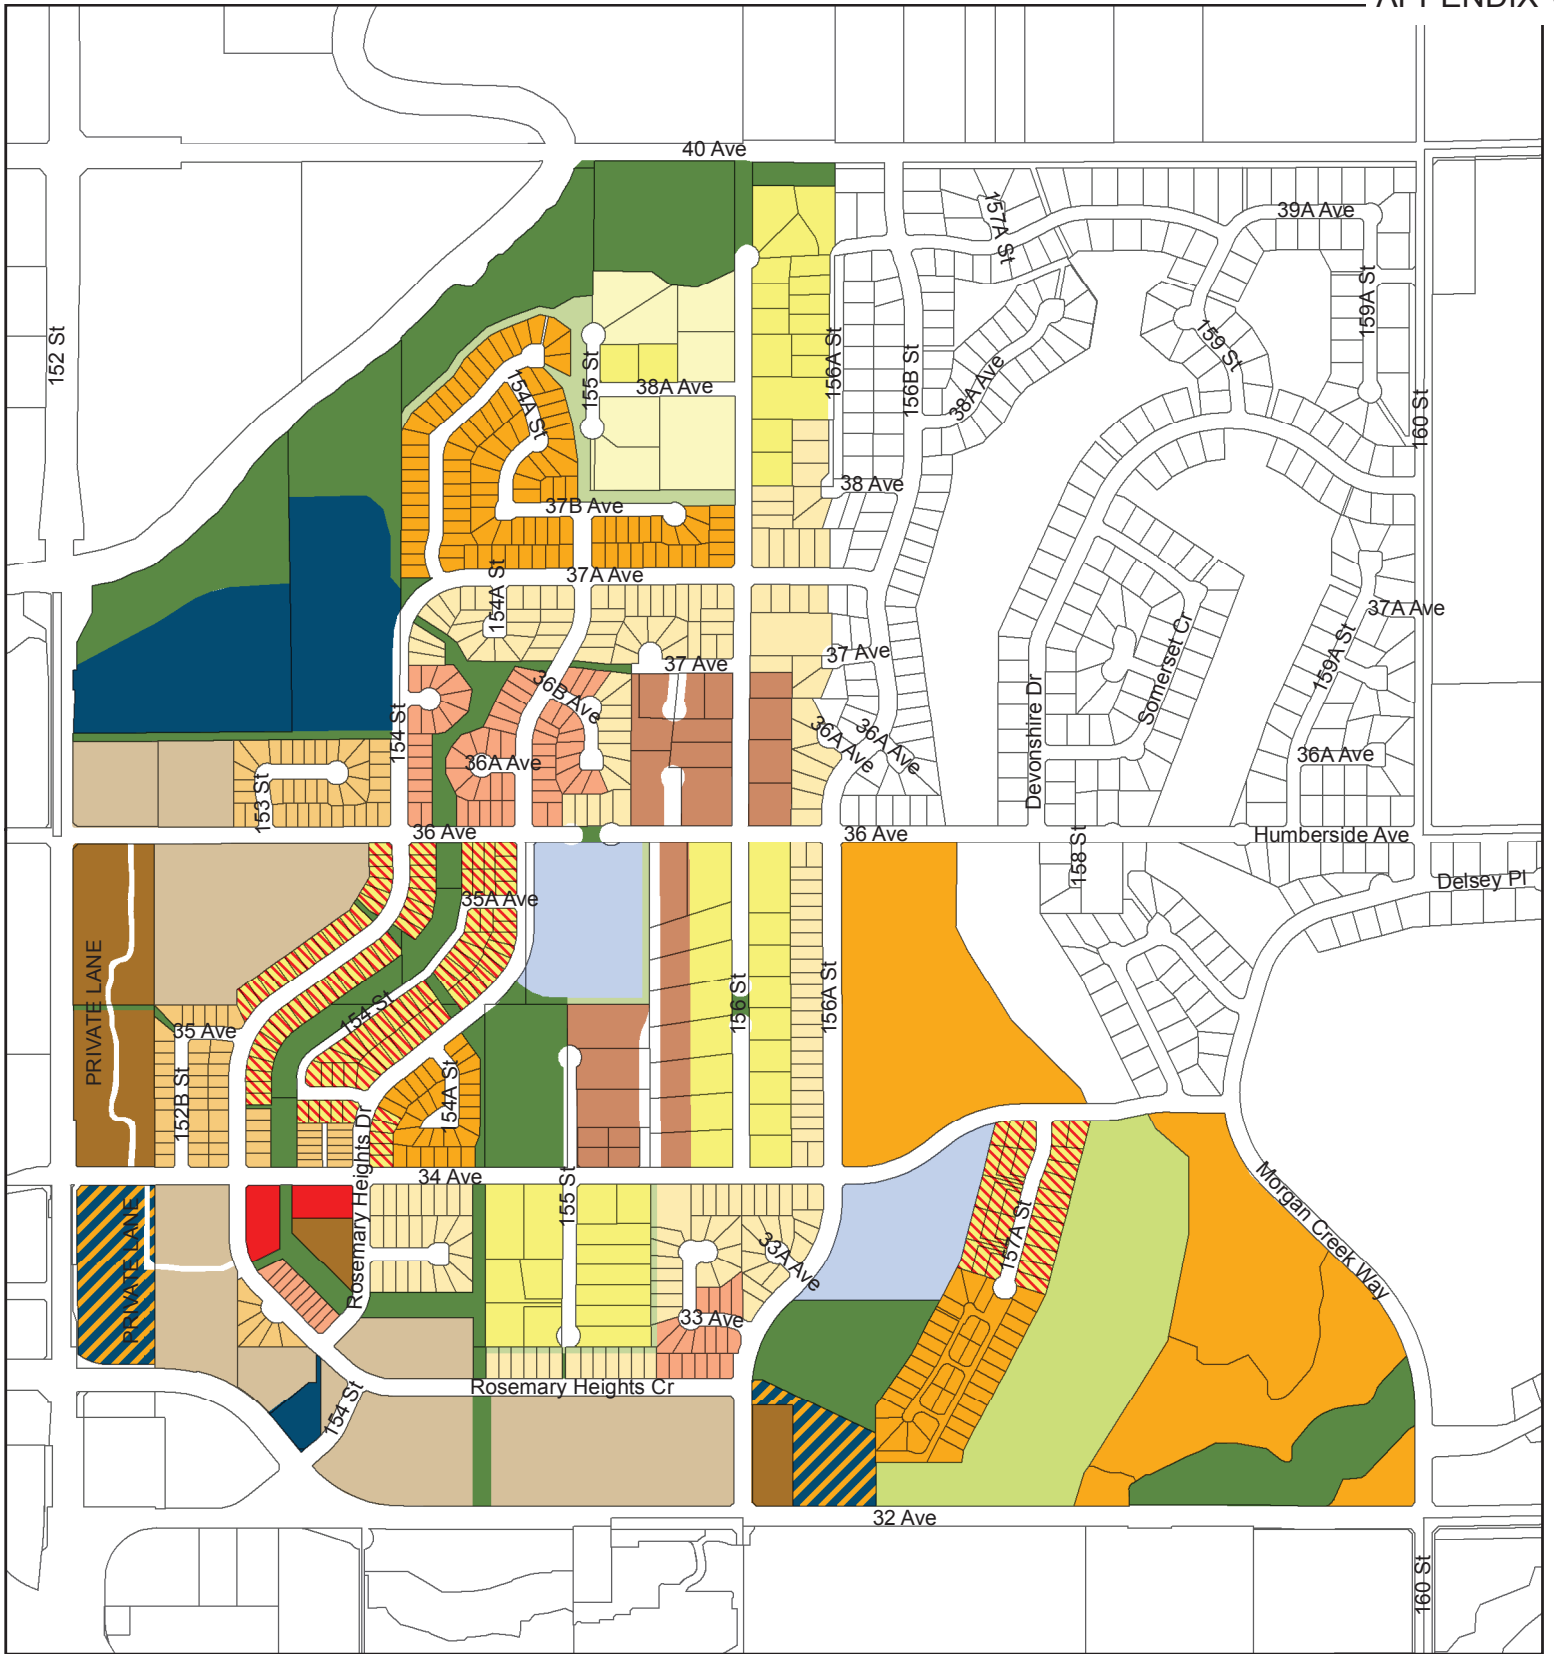 40 Ave
157A St
39A Ave
159A St
152 St
155 St
156A St
156B St
159 St
38A Ave
154A St
38A Ave
160 St
38 Ave
37B Ave
37A Ave
154A St
37A Ave
37 Ave
37 Ave
Somerset Cr
159A St
36B Ave
154 St
36A Ave
36A Ave
Devonshire Dr
36A Ave
36A Ave
153 St
36 Ave
36 Ave
Humberside Ave
158 St
Delsey Pl
35A Ave
PRIVATE LANE
154 St
156 St
156A St
35 Ave
152B St
154A St
Rosemary Heights Dr
34 Ave
155 St
PRIVATE LANE
157A St
Morgan Creek Way
33A Ave
33 Ave
Rosemary Heights Cr
154 St
32 Ave
160 St